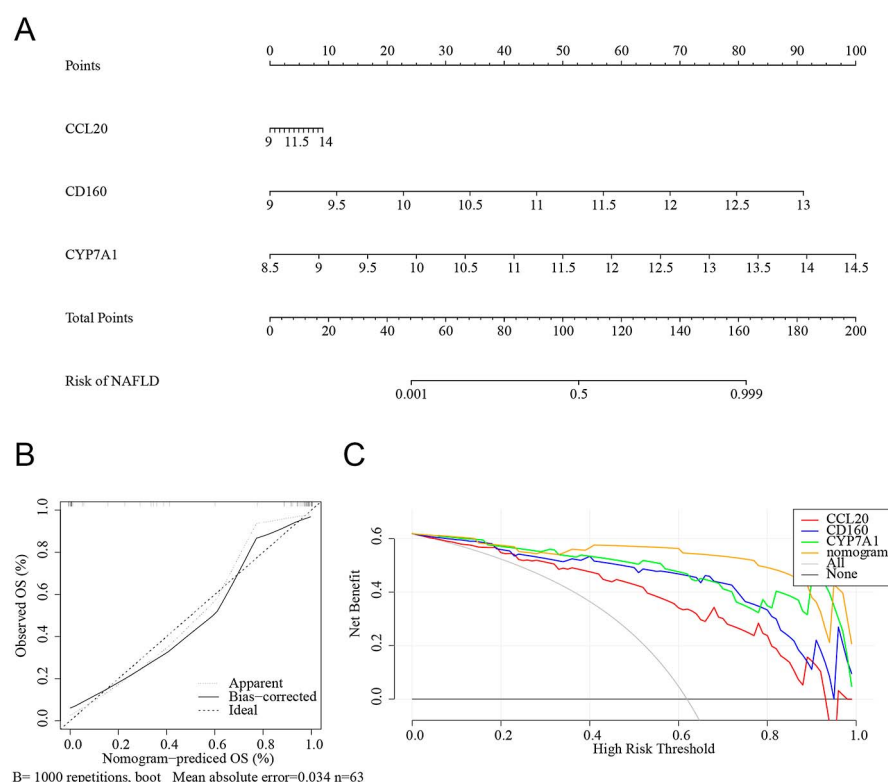 A
Points 0 10 20 30 40 50 60 70 80 90 100
CCL20
9 11.5 14
CD160
9 9.5 10 10.5 11 11.5 12 12.5 13
CYP7A1
8.5 9 9.5 10 10.5 11 11.5 12 12.5 13 13.5 14 14.5
Total Points
0 20 40 60 80 100 120 140 160 180 200
Risk of NAFLD
0.001 0.5 0.999
B
Observed OS (%)
0.0 0.2 0.4 0.6 0.8 1.0
Apparent
Bias-corrected
Ideal
0.0 0.2 0.4 0.6 0.8 1.0
Nomogram-prediced OS (%)
B= 1000 repetitions, boot Mean absolute error=0.034 n=63
C
Net Benefit
0.0 0.2 0.4 0.6
CCL20
CD160
CYP7A1
nomogram
All
None
0.0 0.2 0.4 0.6 0.8 1.0
High Risk Threshold